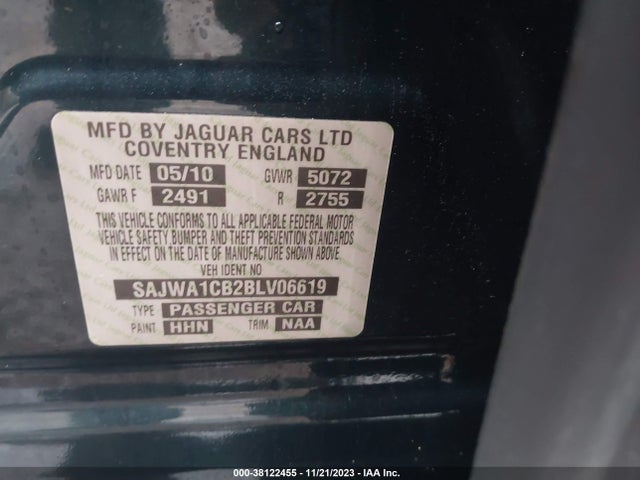 MFD BY JAGUAR CARS LTD
COVENTRY ENGLAND
MFD DATE 05/10 GVWR 5072
GAWR F 2491 R 2755
THIS VEHICLE CONFORMS TO ALL APPLICABLE FEDERAL MOTOR
VEHICLE SAFETY BUMPER AND THEFT PREVENTION STANDARDS
IN EFFECT ON THE DATE OF MANUFACTURE SHOWN ABOVE.
VEH IDENT NO
SAJWA1CB2BLV06619
TYPE PASSENGER CAR
PAINT HHN TRIM NAA
000-38122455 - 11/21/2023 - IAA Inc.